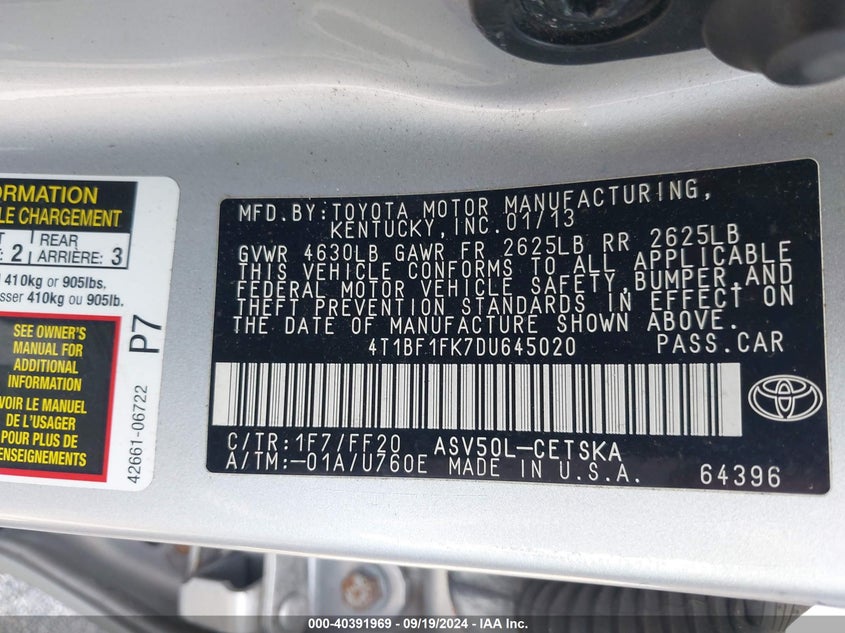 ORMATION
LE CHARGEMENT
2
REAR
ARRIÈRE: 3
410kg or 905lbs.
sser 410kg ou 905lb.
SEE OWNER'S
MANUAL FOR
ADDITIONAL
INFORMATION
VOIR LE MANUEL
DE L'USAGER
POUR PLUS DE
RENSEIGNEMENTS
P7
42661-06722
MFD.BY:TOYOTA MOTOR MANUFACTURING,
KENTUCKY,INC.01/13
GVWR 4630LB GAWR FR 2625LB RR 2625LB
THIS VEHICLE CONFORMS TO ALL APPLICABLE
FEDERAL MOTOR VEHICLE SAFETY,BUMPER,AND
THEFT PREVENTION STANDARDS IN EFFECT ON
THE DATE OF MANUFACTURE SHOWN ABOVE.
4T1BF1FK7DU645020 PASS.CAR
C/TR:1F7/FF20 ASV50L-CETSKA
A/TM:-01A/U760E MADE IN U.S.A. 64396
000-40391969 - 09/19/2024 - IAA Inc.